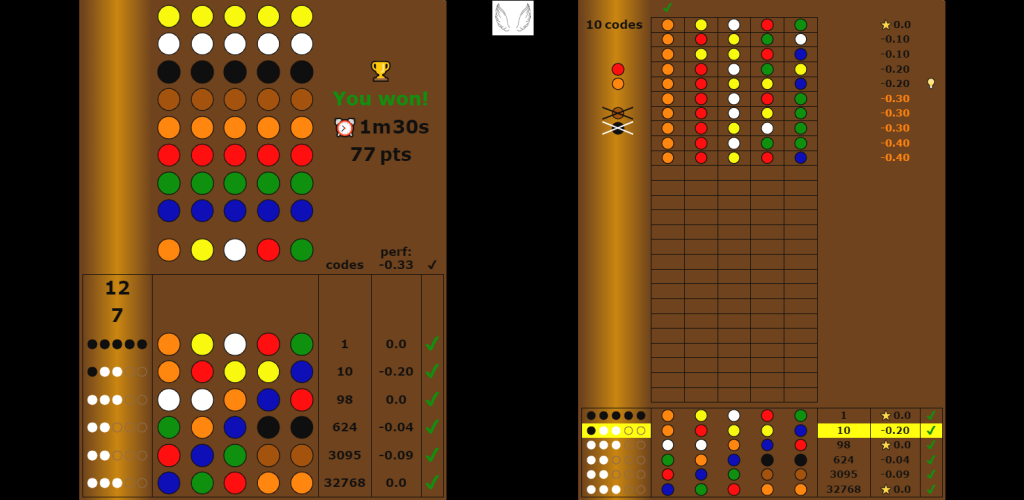 You won!
1m30s
77 pts
perf:
codes -0.33 ✓
12
7
1 0.0 ✓
10 -0.20 ✓
98 0.0 ✓
624 -0.04 ✓
3095 -0.09 ✓
32768 0.0 ✓
10 codes 0.0
-0.10
-0.10
-0.20
-0.20
-0.30
-0.30
-0.30
-0.40
-0.40
1 0.0 ✓
10 -0.20 ✓
98 0.0 ✓
624 -0.04 ✓
3095 -0.09 ✓
32768 0.0 ✓